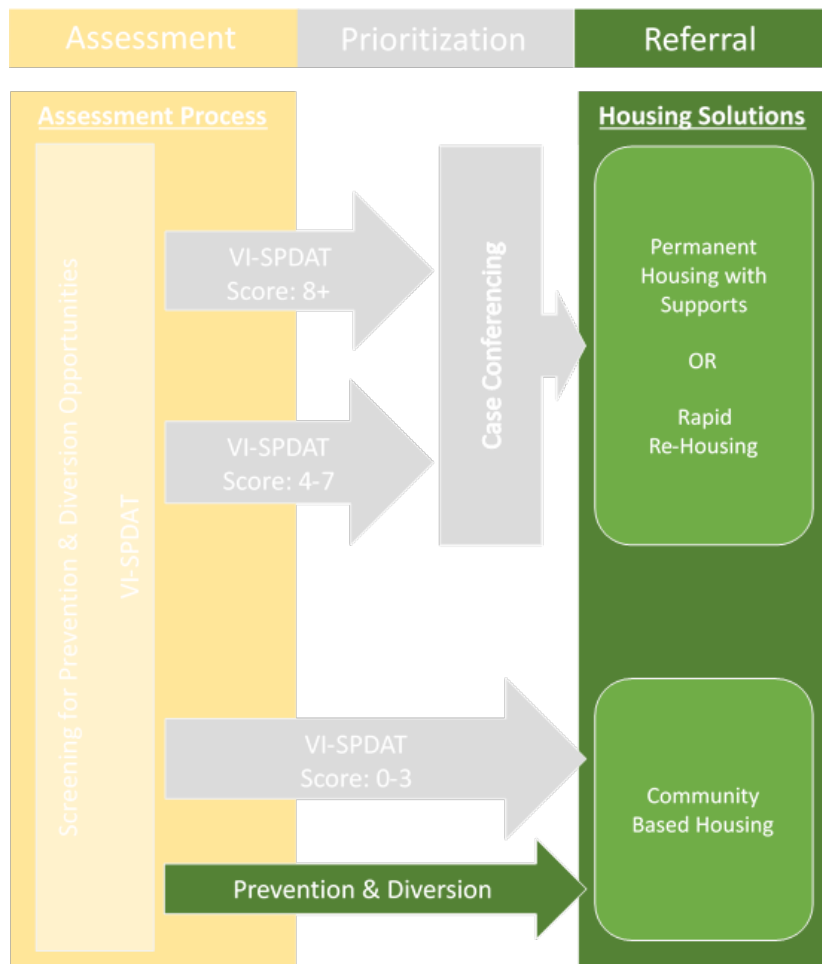 Assessment
Prioritization
Referral
Assessment Process
Screening for Prevention & Diversion Opportunities
VI-SPDAT
VI-SPDAT
Score: 8+
VI-SPDAT
Score: 4-7
Case Conferencing
VI-SPDAT
Score: 0-3
Prevention & Diversion
Housing Solutions
Permanent
Housing with
Supports
OR
Rapid
Re-Housing
Community
Based Housing